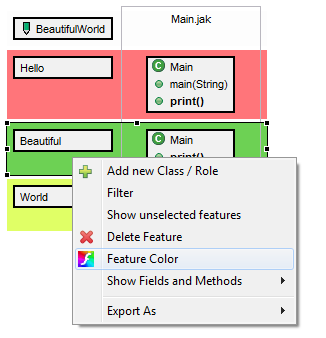 BeautifulWorld
Main.jak
Hello
Main
main(String)
print()
Beautiful
Main
print()
World
Add new Class / Role
Filter
Show unselected features
Delete Feature
Feature Color
Show Fields and Methods
Export As